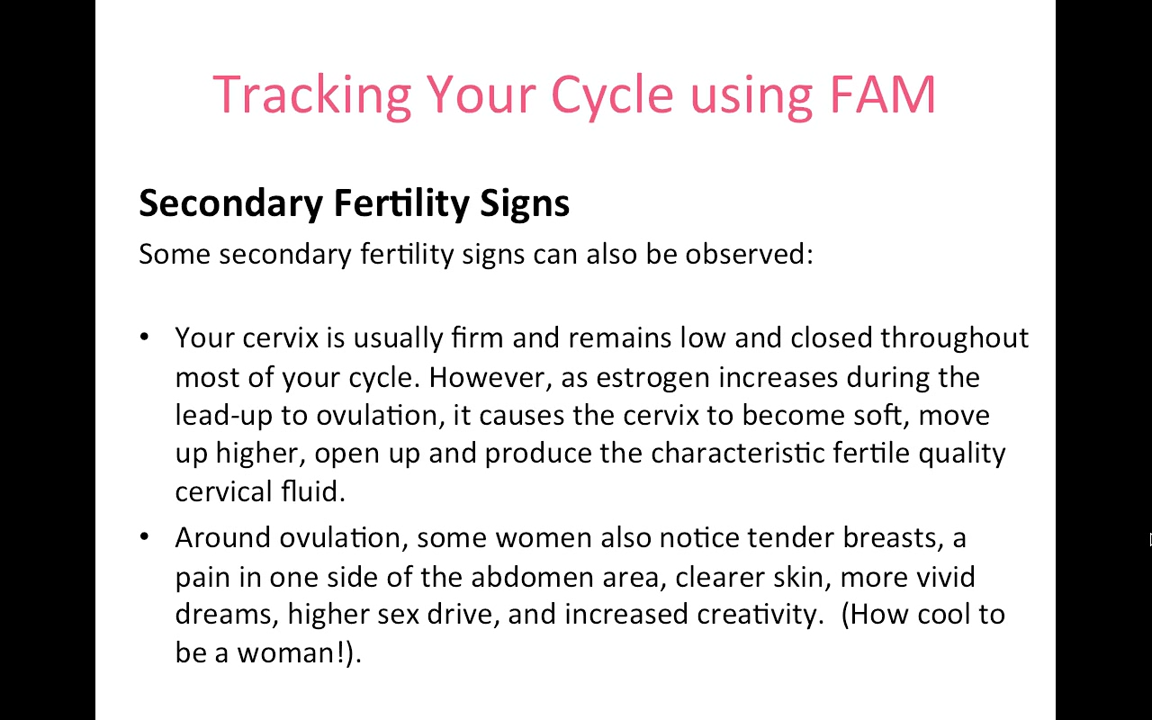 Tracking Your Cycle using FAM
Secondary Fertility Signs
Some secondary fertility signs can also be observed:
• Your cervix is usually firm and remains low and closed throughout
most of your cycle. However, as estrogen increases during the
lead-up to ovulation, it causes the cervix to become soft, move
up higher, open up and produce the characteristic fertile quality
cervical fluid.
• Around ovulation, some women also notice tender breasts, a
pain in one side of the abdomen area, clearer skin, more vivid
dreams, higher sex drive, and increased creativity.  (How cool to
be a woman!).